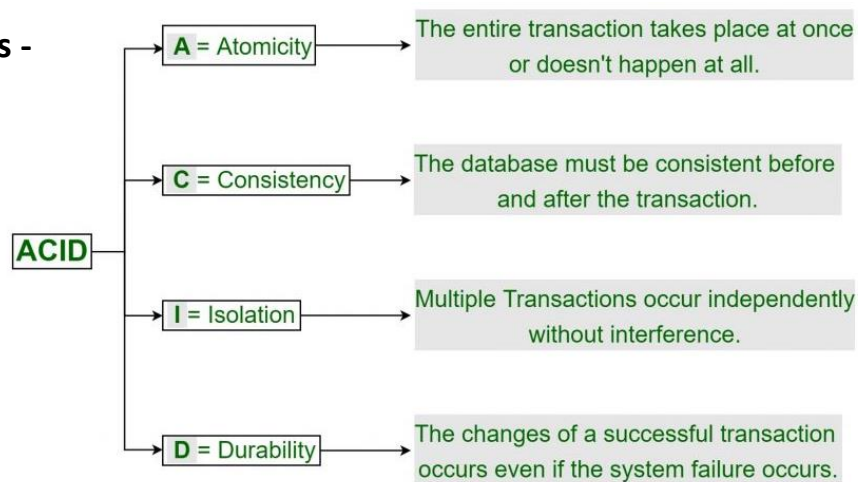 s -
A = Atomicity
The entire transaction takes place at once
or doesn't happen at all.
C = Consistency
The database must be consistent before
and after the transaction.
ACID
I = Isolation
Multiple Transactions occur independently
without interference.
D = Durability
The changes of a successful transaction
occurs even if the system failure occurs.